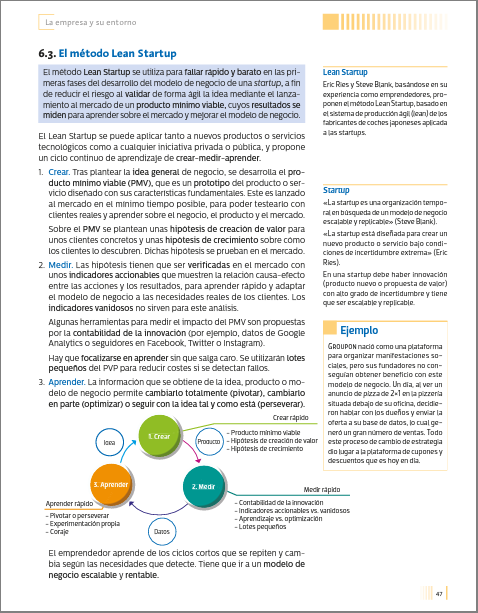 La empresa y su entorno
6.3. El método Lean Startup
El método Lean Startup se utiliza para fallar rápido y barato en las pri-
meras fases del desarrollo del modelo de negocio de una startup, a fin
de reducir el riesgo al validar de forma ágil la idea mediante el lanza-
miento al mercado de un producto mínimo viable, cuyos resultados se
miden para aprender sobre el mercado y mejorar el modelo de negocio.
El Lean Startup se puede aplicar tanto a nuevos productos o servicios
tecnológicos como a cualquier iniciativa privada o pública, y propone
un ciclo continuo de aprendizaje de crear-medir-aprender.
1. Crear. Tras plantear la idea general de negocio, se desarrolla el pro-
ducto mínimo viable (PMV), que es un prototipo del producto o ser-
vicio diseñado con sus características fundamentales. Este es lanzado
al mercado en el mínimo tiempo posible, para poder testearlo con
clientes reales y aprender sobre el negocio, el producto y el mercado.
Sobre el PMV se plantean unas hipótesis de creación de valor para
unos clientes concretos y unas hipótesis de crecimiento sobre cómo
los clientes lo descubren. Dichas hipótesis se prueban en el mercado.
2. Medir. Las hipótesis tienen que ser verificadas en el mercado con
unos indicadores accionables que muestren la relación causa-efecto
entre las acciones y los resultados, para aprender rápido y adaptar
el modelo de negocio a las necesidades reales de los clientes. Los
indicadores vanidosos no sirven para este análisis.
Algunas herramientas para medir el impacto del PMV son propuestas
por la contabilidad de la innovación (por ejemplo, datos de Google
Analytics o seguidores en Facebook, Twitter o Instagram).
Hay que focalizarse en aprender sin que salga caro. Se utilizarán lotes
pequeños del PVP para reducir costes si se detectan fallos.
3. Aprender. La información que se obtiene de la idea, producto o mo-
delo de negocio permite cambiarlo totalmente (pivotar), cambiarlo
en parte (optimizar) o seguir con la idea tal y como está (perseverar).
Crear rápido
– Producto mínimo viable
– Hipótesis de creación de valor
– Hipótesis de crecimiento
1. Crear
Idea
Producto
3. Aprender
2. Medir
Datos
Medir rápido
– Contabilidad de la innovación
– Indicadores accionables vs. vanidosos
– Aprendizaje vs. optimización
– Lotes pequeños
Aprender rápido
– Pivotar o perseverar
– Experimentación propia
– Coraje
El emprendedor aprende de los ciclos cortos que se repiten y cam-
bia según las necesidades que detecte. Tiene que ir a un modelo de
negocio escalable y rentable.
Lean Startup
Eric Ries y Steve Blank, basándose en su
experiencia como emprendedores, pro-
ponen el método Lean Startup, basado en
el sistema de producción ágil (lean) de los
fabricantes de coches japoneses aplicada
a las startups.
Startup
«La startup es una organización tempo-
ral en búsqueda de un modelo de negocio
escalable y replicable» (Steve Blank).
«La startup está diseñada para crear un
nuevo producto o servicio bajo condi-
ciones de incertidumbre extrema» (Eric
Ries).
En una startup debe haber innovación
(producto nuevo o propuesta de valor)
con alto grado de incertidumbre y tiene
que ser escalable y replicable.
Ejemplo
GROUPON nació como una plataforma
para organizar manifestaciones so-
ciales, pero sus fundadores no con-
seguían obtener beneficio con este
modelo de negocio. Un día, al ver un
anuncio de pizza de 2×1 en la pizzería
situada debajo de su oficina, decidie-
ron hablar con los dueños y enviar la
oferta a su base de datos, lo cual ge-
neró un gran número de ventas. Todo
este proceso de cambio de estrategia
dio lugar a la plataforma de cupones y
descuentos que es hoy en día.
47